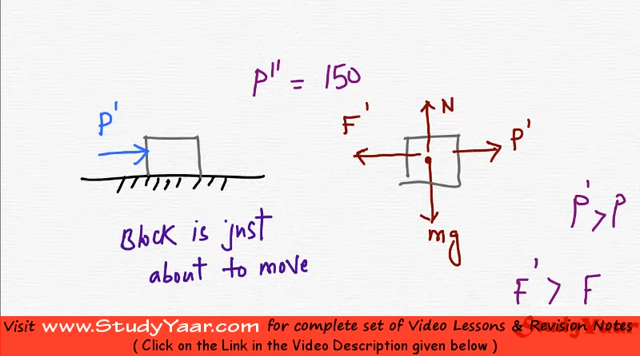 P'' = 150
P'
F'
N
P'
mg
Block is just
about to move
P' > P
F' > F
StudyYaar
Visit www.StudyYaar.com for complete set of Video Lessons & Revision Notes
( Click on the Link in the Video Description given below )